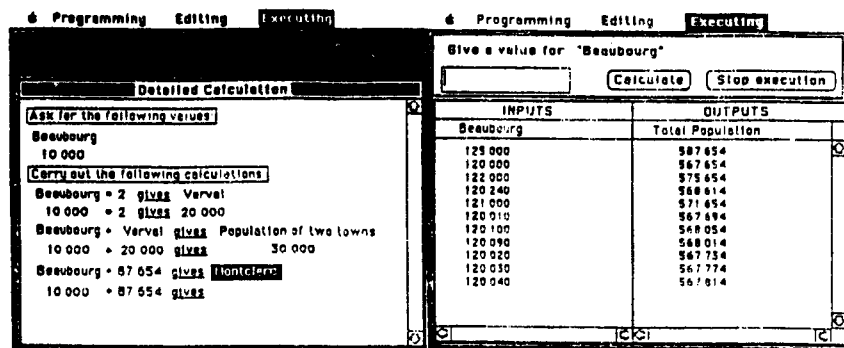 Programming Editing Executing
Detailed Calculation
Ask for the following values:
Beaubourg
10 000
Carry out the following calculations
Beaubourg * 2 gives Verval
10 000 * 2 gives 20 000
Beaubourg + Verval gives Population of two towns
10 000 + 20 000 gives 30 000
Beaubourg + 87 654 gives
10 000 + 87 654 gives
Programming Editing Executing
Give a value for "Beaubourg"
Calculate Stop execution
INPUTS OUTPUTS
Beaubourg Total Population
125 000 587 654
120 000 567 654
122 000 575 654
120 240 568 614
121 000 571 654
120 010 567 694
120 100 568 054
120 090 568 014
120 020 567 734
120 030 567 774
120 040 567 814